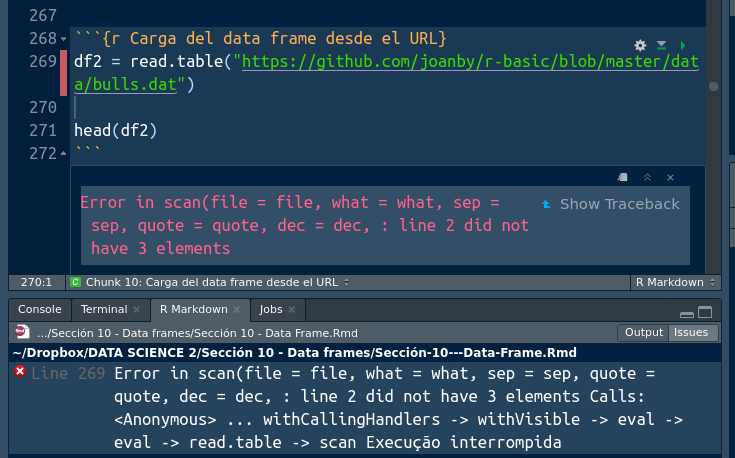 267
268 ```{r Carga del data frame desde el URL}
269 df2 = read.table("https://github.com/joanby/r-basic/blob/master/dat
a/bulls.dat")
270
271 head(df2)
272 ```
Error in scan(file = file, what = what, sep = Show Traceback
sep, quote = quote, dec = dec, : line 2 did not
have 3 elements
270:1 C Chunk 10: Carga del data frame desde el URL R Markdown
Console Terminal R Markdown Jobs
Rmd .../Sección 10 - Data frames/Sección 10 - Data Frame.Rmd Output Issues
~/Dropbox/DATA SCIENCE 2/Sección 10 - Data frames/Sección-10---Data-Frame.Rmd
Line 269 Error in scan(file = file, what = what, sep = sep, quote =
quote, dec = dec, : line 2 did not have 3 elements Calls:
<Anonymous> ... withCallingHandlers -> withVisible -> eval ->
eval -> read.table -> scan Execução interrompida